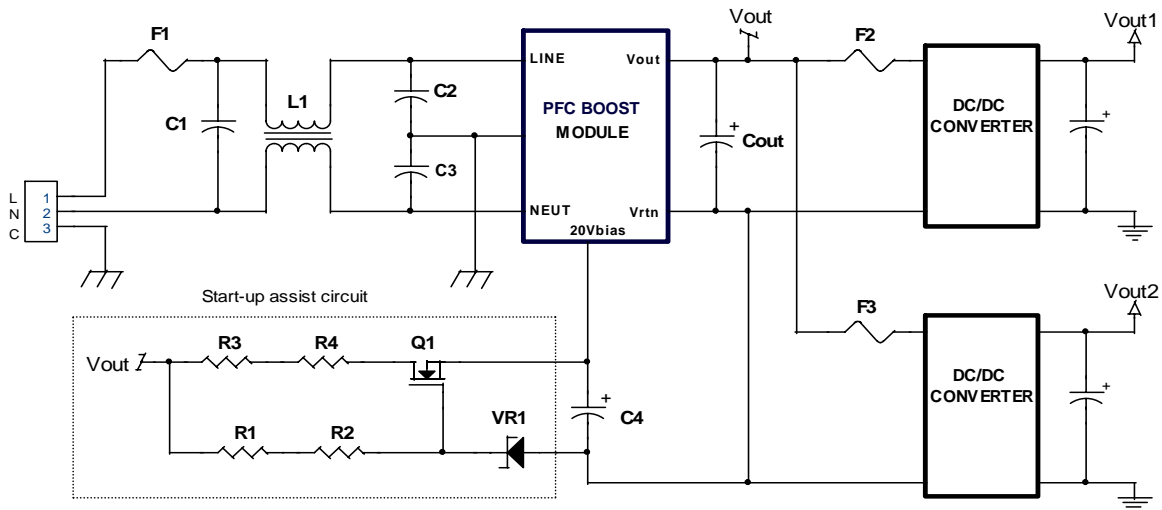 Vout
Vout1
F1
F2
LINE
Vout
DC/DC
CONVERTER
L1
C2
PFC BOOST
MODULE
C1
+
Cout
+
C3
L
1
N
2
C
3
NEUT
Vrtn
20Vbias
Start-up assist circuit
Vout2
F3
Vout
R3
R4
Q1
DC/DC
CONVERTER
+
C4
+
R1
R2
VR1